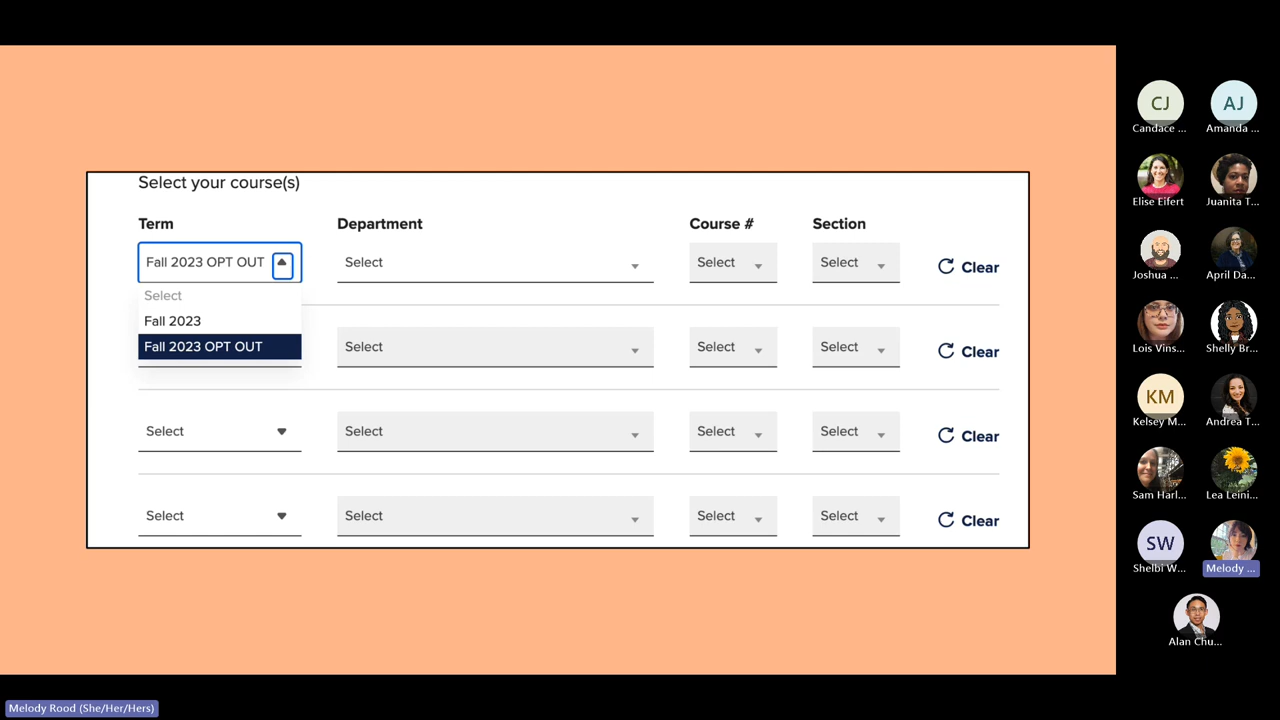 Select your course(s)
Term Department Course # Section
Fall 2023 OPT OUT Select Select Select Clear
Select
Fall 2023
Fall 2023 OPT OUT Select Select Select Clear
Select Select Select Select Clear
Select Select Select Select Clear
CJ AJ
Candace ... Amanda ...
Elise Eifert Juanita T...
Joshua ... April Da...
Lois Vins... Shelly Br...
KM
Kelsey M... Andrea T...
Sam Harl... Lea Leini...
SW
Shelbi W... Melody ...
Alan Chu...
Melody Rood (She/Her/Hers)